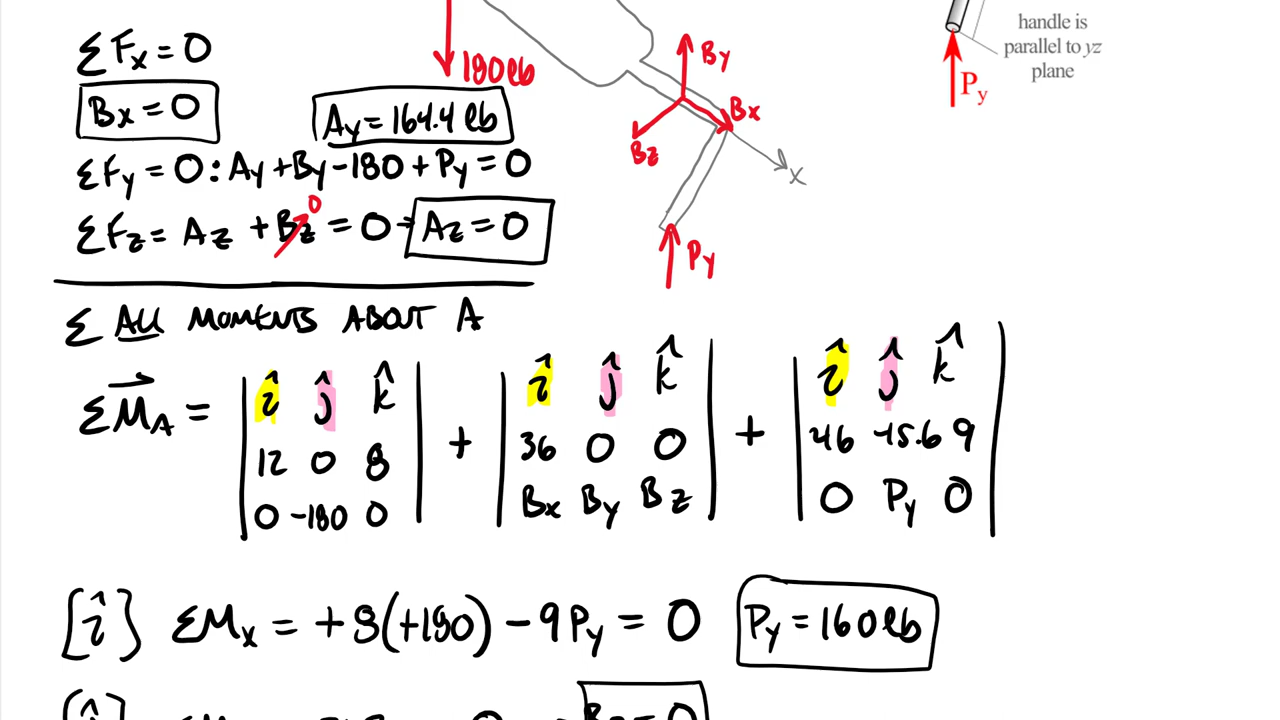 ΣFx = 0
Bx = 0
Ay = 164.4 lb
ΣFy = 0: Ay + By - 180 + Py = 0
ΣFz = Az + Bz = 0 → Az = 0
0
180 lb
By
Bx
Bz
x
Py
handle is
parallel to yz
plane
Py
Σ ALL MOMENTS ABOUT A
ΣM⃗A = | î ĵ k̂ | + | î ĵ k̂ | + | î ĵ k̂ |
| 12 0 8 | | 36 0 0 | | 46 -15.6 9 |
| 0 -180 0 | | Bx By Bz | | 0 Py 0 |
[î] ΣMx = +8(+180) - 9Py = 0 Py = 160 lb